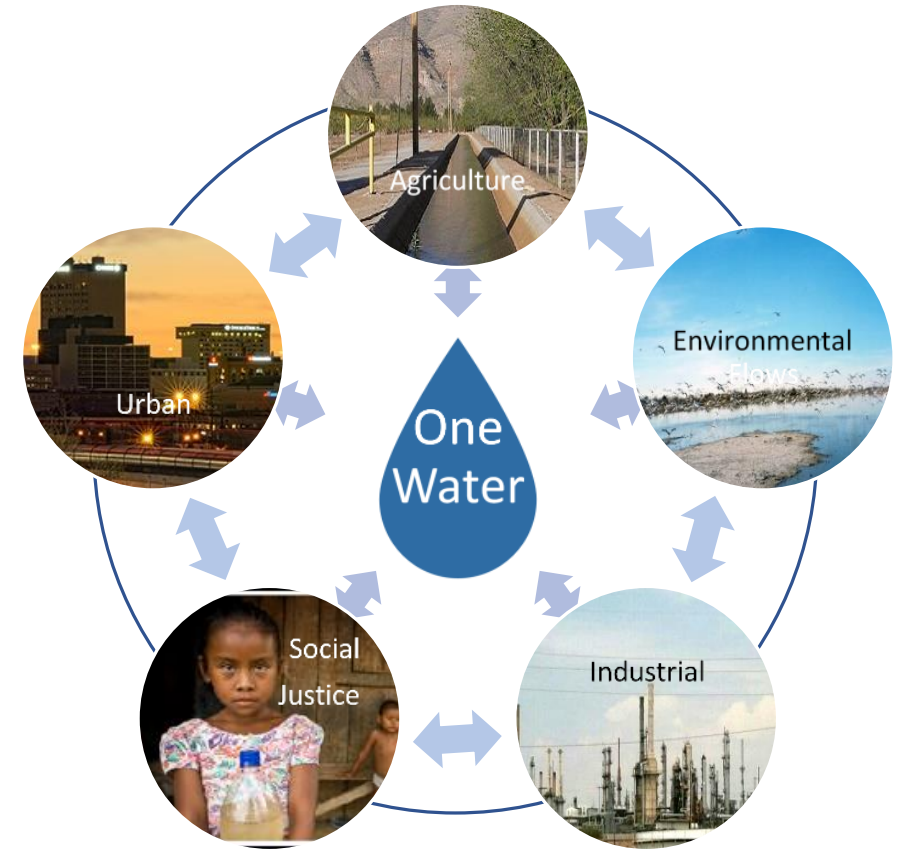 Agriculture
Environmental
Flows
Urban
One
Water
Social
Justice
Industrial